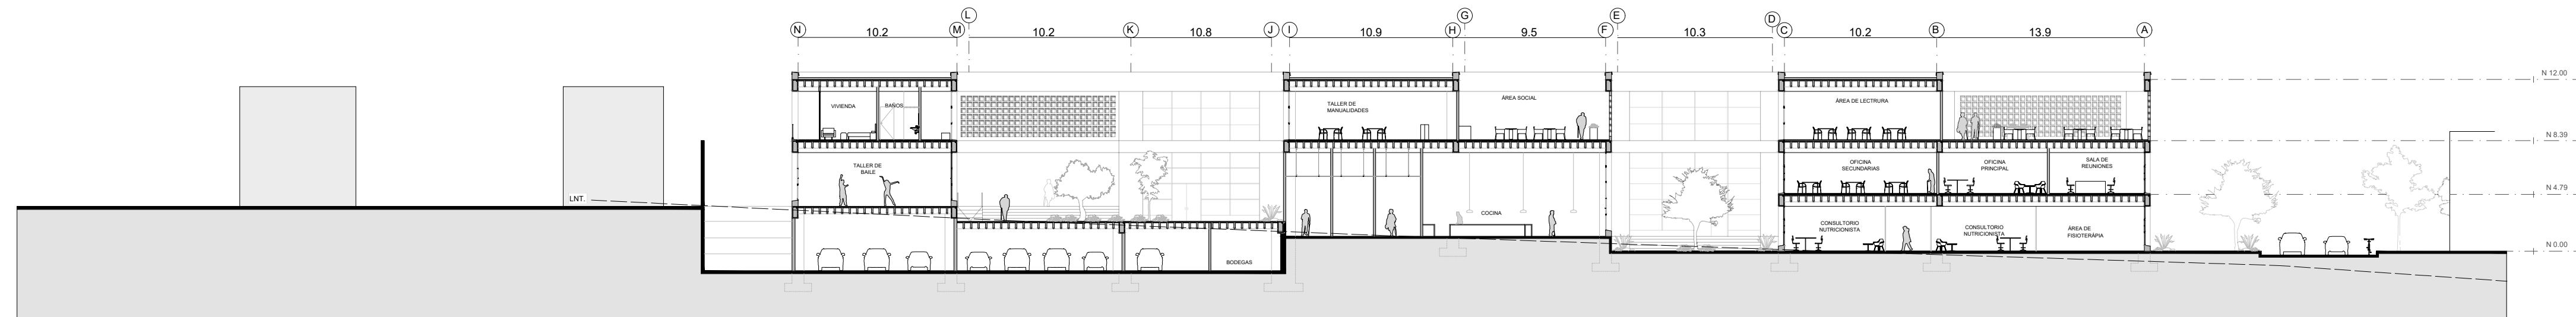 L
G
E
D
N
M
K
J
I
H
F
C
B
A
10.2
10.2
10.8
10.9
9.5
10.3
10.2
13.9
N 12.00
VIVIENDA
BAÑOS
TALLER DE
MANUALIDADES
ÁREA SOCIAL
ÁREA DE LECTRURA
N 8.39
TALLER DE
BAILE
OFICINA
SECUNDARIAS
OFICINA
PRINCIPAL
SALA DE
REUNIONES
N 4.79
LNT.
COCINA
CONSULTORIO
NUTRICIONISTA
CONSULTORIO
NUTRICIONISTA
ÁREA DE
FISIOTERÁPIA
N 0.00
BODEGAS